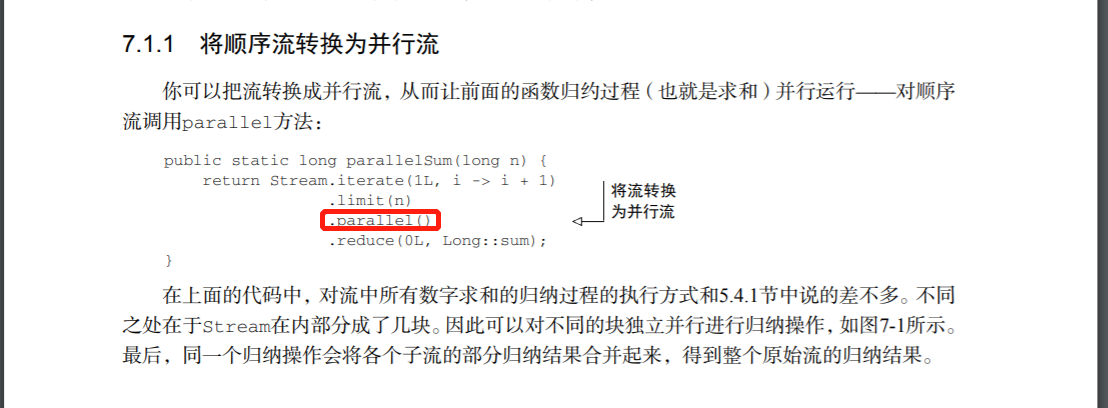 7.1.1 将顺序流转换为并行流
你可以把流转换成并行流，从而让前面的函数归约过程（也就是求和）并行运行——对顺序
流调用parallel方法：
public static long parallelSum(long n) {
    return Stream.iterate(1L, i -> i + 1)
                 .limit(n)
                 .parallel()
                 .reduce(0L, Long::sum);
}
将流转换
为并行流
在上面的代码中，对流中所有数字求和的归纳过程的执行方式和5.4.1节中说的差不多。不同
之处在于Stream在内部分成了几块。因此可以对不同的块独立并行进行归纳操作，如图7-1所示。
最后，同一个归纳操作会将各个子流的部分归纳结果合并起来，得到整个原始流的归纳结果。